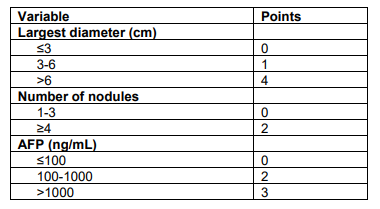 Variable Points
Largest diameter (cm)
≤3 0
3-6 1
>6 4
Number of nodules
1-3 0
≥4 2
AFP (ng/mL)
≤100 0
100-1000 2
>1000 3